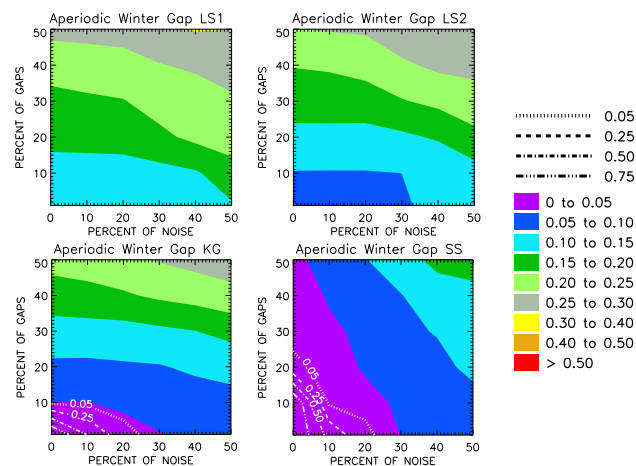 Aperiodic Winter Gap LS1
50
40
30
20
10
PERCENT OF GAPS
10 20 30 40 50
PERCENT OF NOISE
Aperiodic Winter Gap LS2
50
40
30
20
10
PERCENT OF GAPS
10 20 30 40 50
PERCENT OF NOISE
Aperiodic Winter Gap KG
50
40
30
20
10
PERCENT OF GAPS
0.05
0.25
0 10 20 30 40 50
PERCENT OF NOISE
Aperiodic Winter Gap SS
50
40
30
20
10
PERCENT OF GAPS
0.05
0.25
0.50
0 10 20 30 40 50
PERCENT OF NOISE
0.05
0.25
0.50
0.75
0 to 0.05
0.05 to 0.10
0.10 to 0.15
0.15 to 0.20
0.20 to 0.25
0.25 to 0.30
0.30 to 0.40
0.40 to 0.50
> 0.50